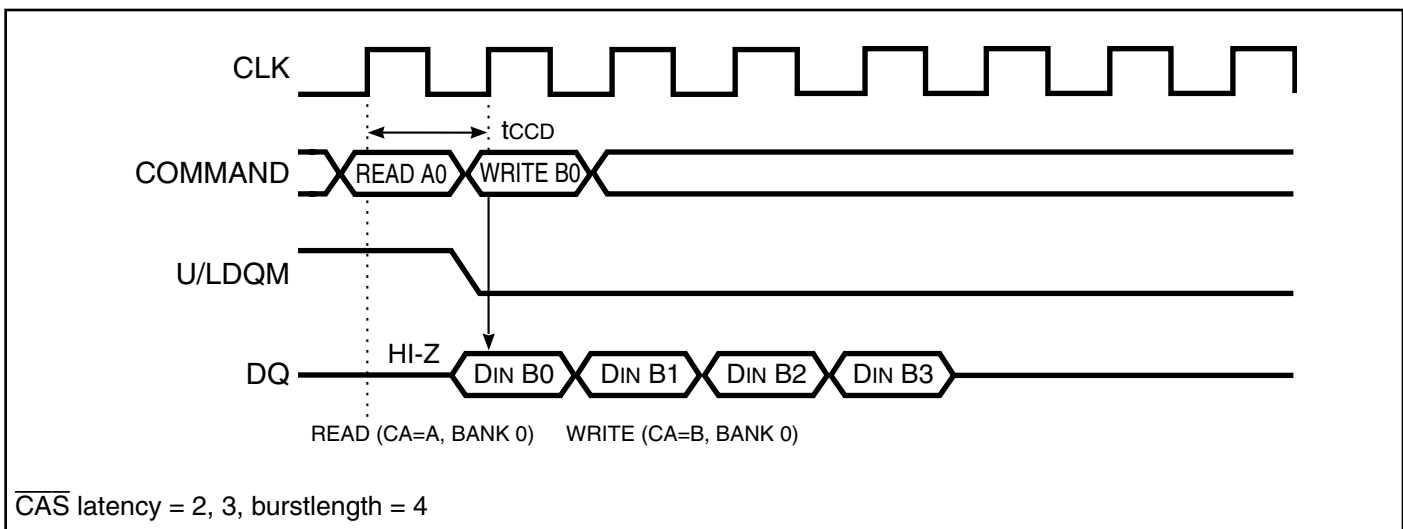 CLK
tCCD
COMMAND READ A0 WRITE B0
U/LDQM
HI-Z
DQ DIN B0 DIN B1 DIN B2 DIN B3
READ (CA=A, BANK 0) WRITE (CA=B, BANK 0)
CAS latency = 2, 3, burstlength = 4